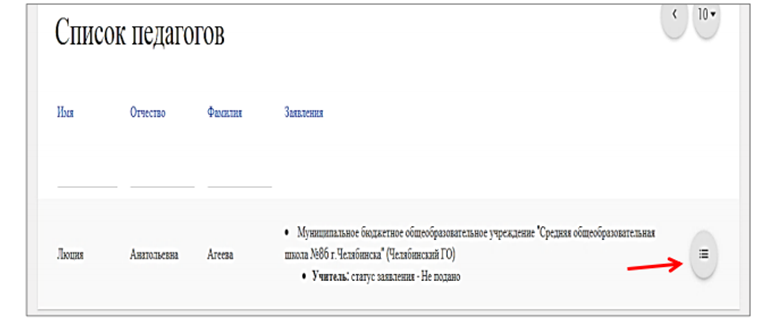 Список педагогов
10
Имя Отчество Фамилия Заявления
Муниципальное бюджетное общеобразовательное учреждение "Средняя общеобразовательная
Люция Анатольевна Агеева школа №86 г.Челябинска" (Челябинский ГО)
Учитель: статус заявления - Не подано